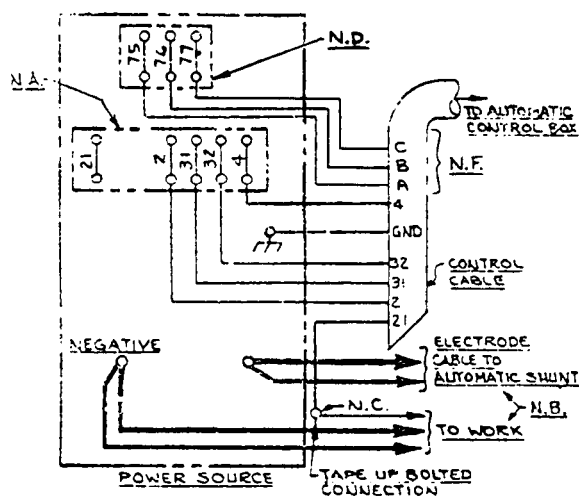 N.D.
75 76 77
N.A.
TO AUTOMATIC
CONTROL BOX
21 2 31 32 4
C
B
N.F.
A
4
GND
32
CONTROL
CABLE
31
2
21
NEGATIVE
ELECTRODE
CABLE TO
AUTOMATIC SHUNT
N.B.
N.C.
TO WORK
POWER SOURCE
TAPE UP BOLTED
CONNECTION